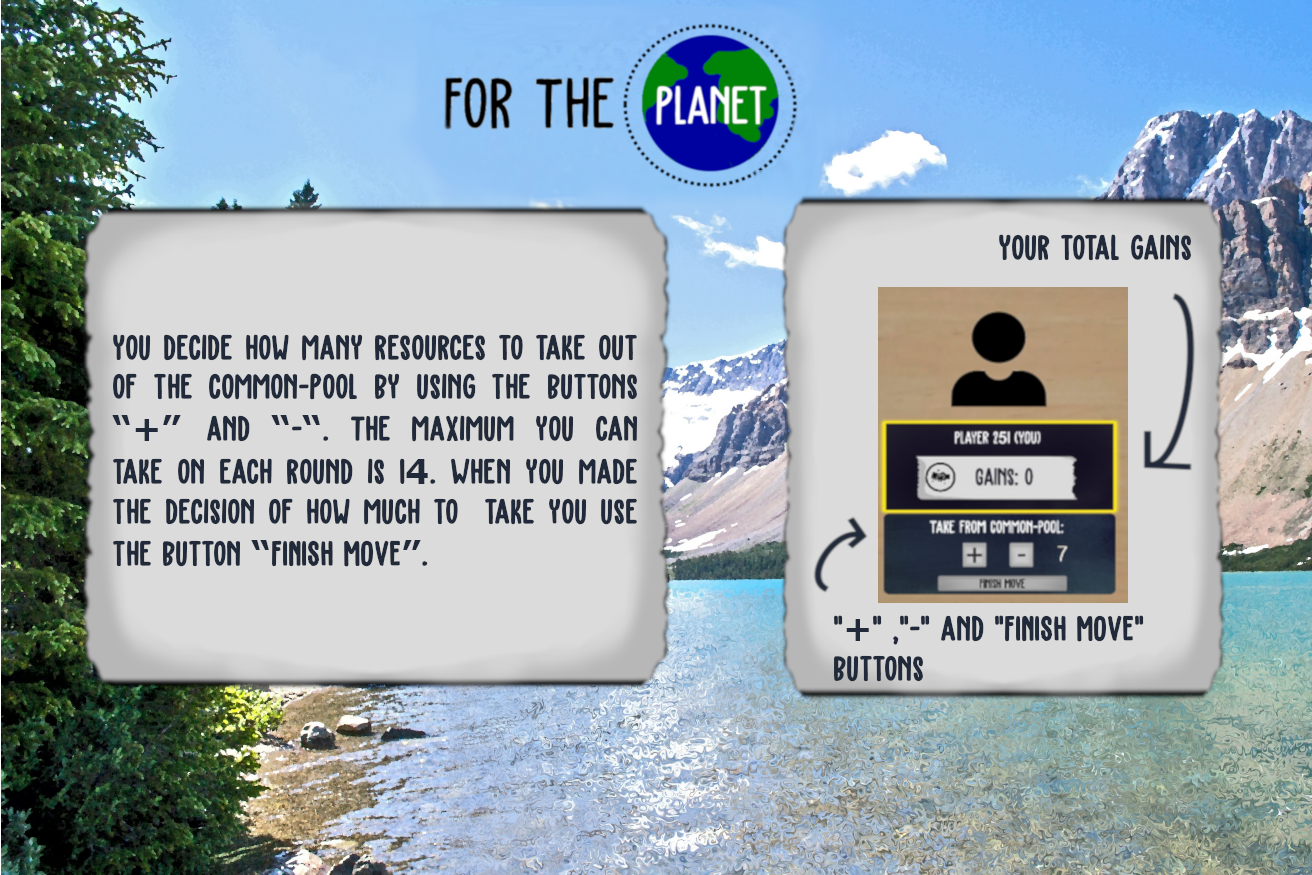 FOR THE PLANET
YOU DECIDE HOW MANY RESOURCES TO TAKE OUT
OF THE COMMON-POOL BY USING THE BUTTONS
“+” AND “-“. THE MAXIMUM YOU CAN
TAKE ON EACH ROUND IS 14. WHEN YOU MADE
THE DECISION OF HOW MUCH TO TAKE YOU USE
THE BUTTON “FINISH MOVE”.
YOUR TOTAL GAINS
PLAYER 251 (YOU)
GAINS: 0
TAKE FROM COMMON-POOL:
+ - 7
FINISH MOVE
"+" ,"-" AND "FINISH MOVE"
BUTTONS